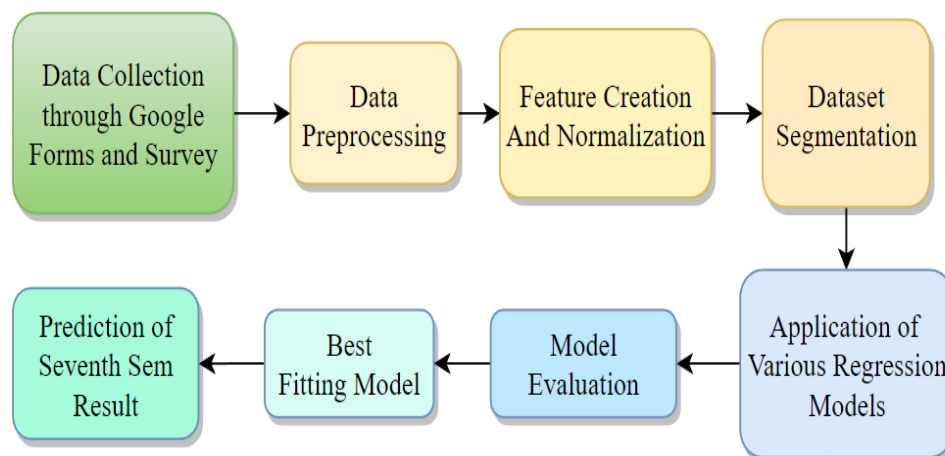 Data Collection
through Google
Forms and Survey
Data
Preprocessing
Feature Creation
And Normalization
Dataset
Segmentation
Application of
Various Regression
Models
Model
Evaluation
Best
Fitting Model
Prediction of
Seventh Sem
Result